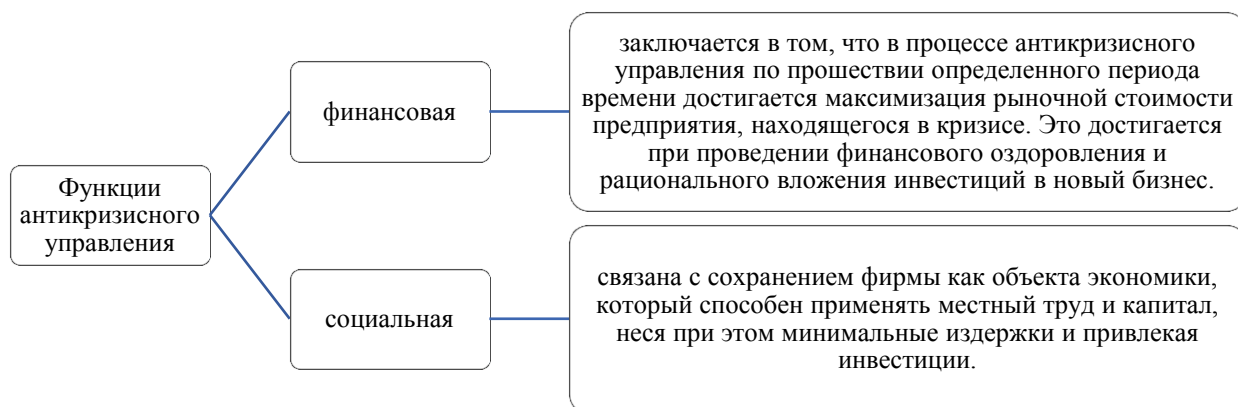 Функции
антикризисного
управления
финансовая
заключается в том, что в процессе антикризисного
управления по прошествии определенного периода
времени достигается максимизация рыночной стоимости
предприятия, находящегося в кризисе. Это достигается
при проведении финансового оздоровления и
рационального вложения инвестиций в новый бизнес.
социальная
связана с сохранением фирмы как объекта экономики,
который способен применять местный труд и капитал,
неся при этом минимальные издержки и привлекая
инвестиции.